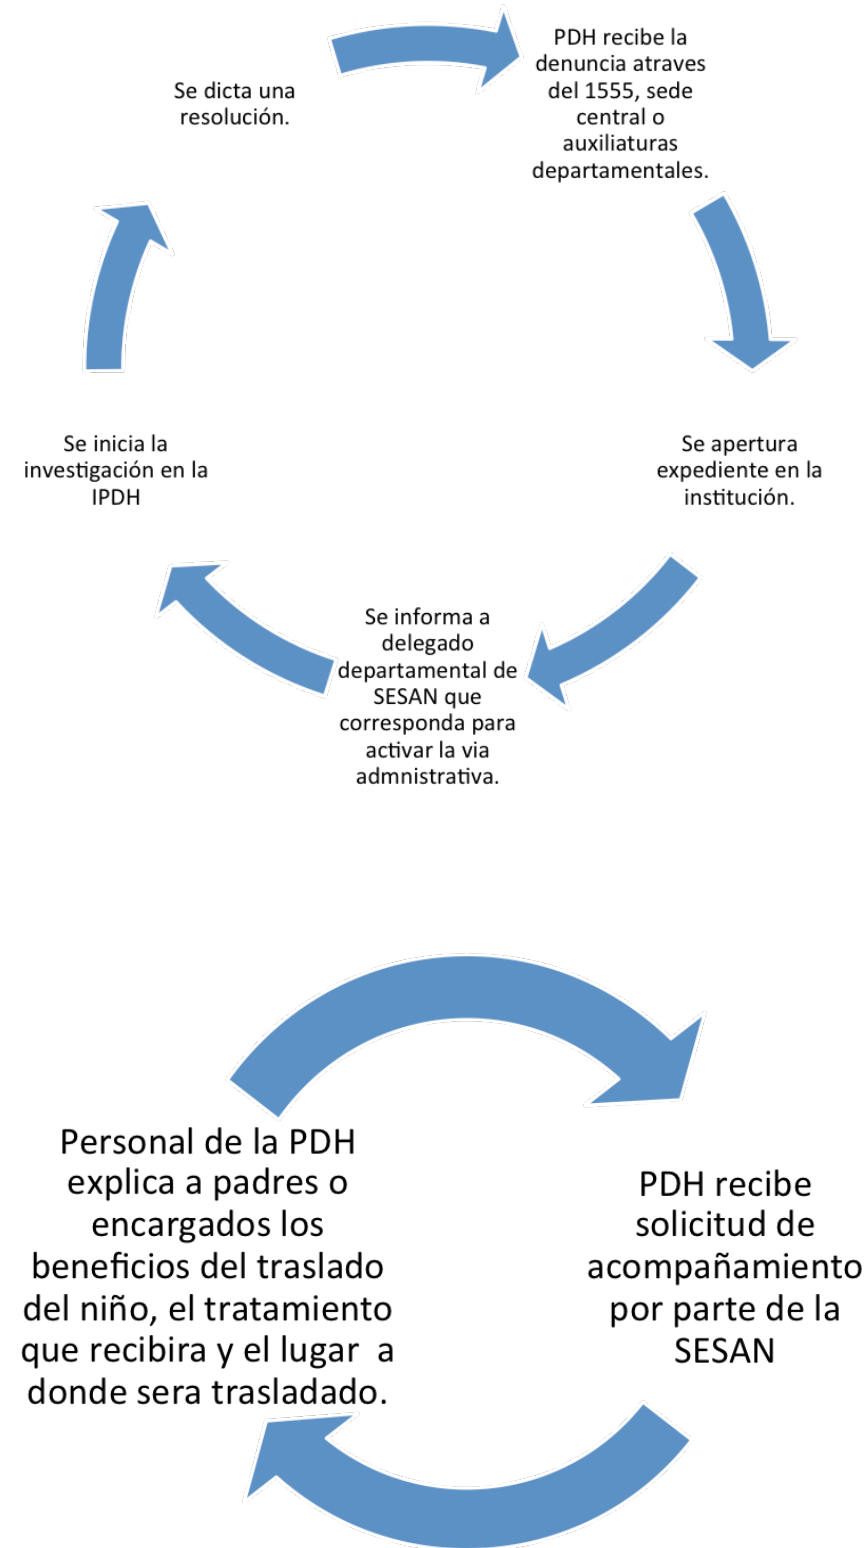 PDH recibe la
denuncia atraves
del 1555, sede
central o
auxiliaturas
departamentales.
Se apertura
expediente en la
institución.
Se informa a
delegado
departamental de
SESAN que
corresponda para
activar la via
admnistrativa.
Se inicia la
investigación en la
IPDH
Se dicta una
resolución.
PDH recibe
solicitud de
acompañamiento
por parte de la
SESAN
Personal de la PDH
explica a padres o
encargados los
beneficios del traslado
del niño, el tratamiento
que recibira y el lugar  a
donde sera trasladado.